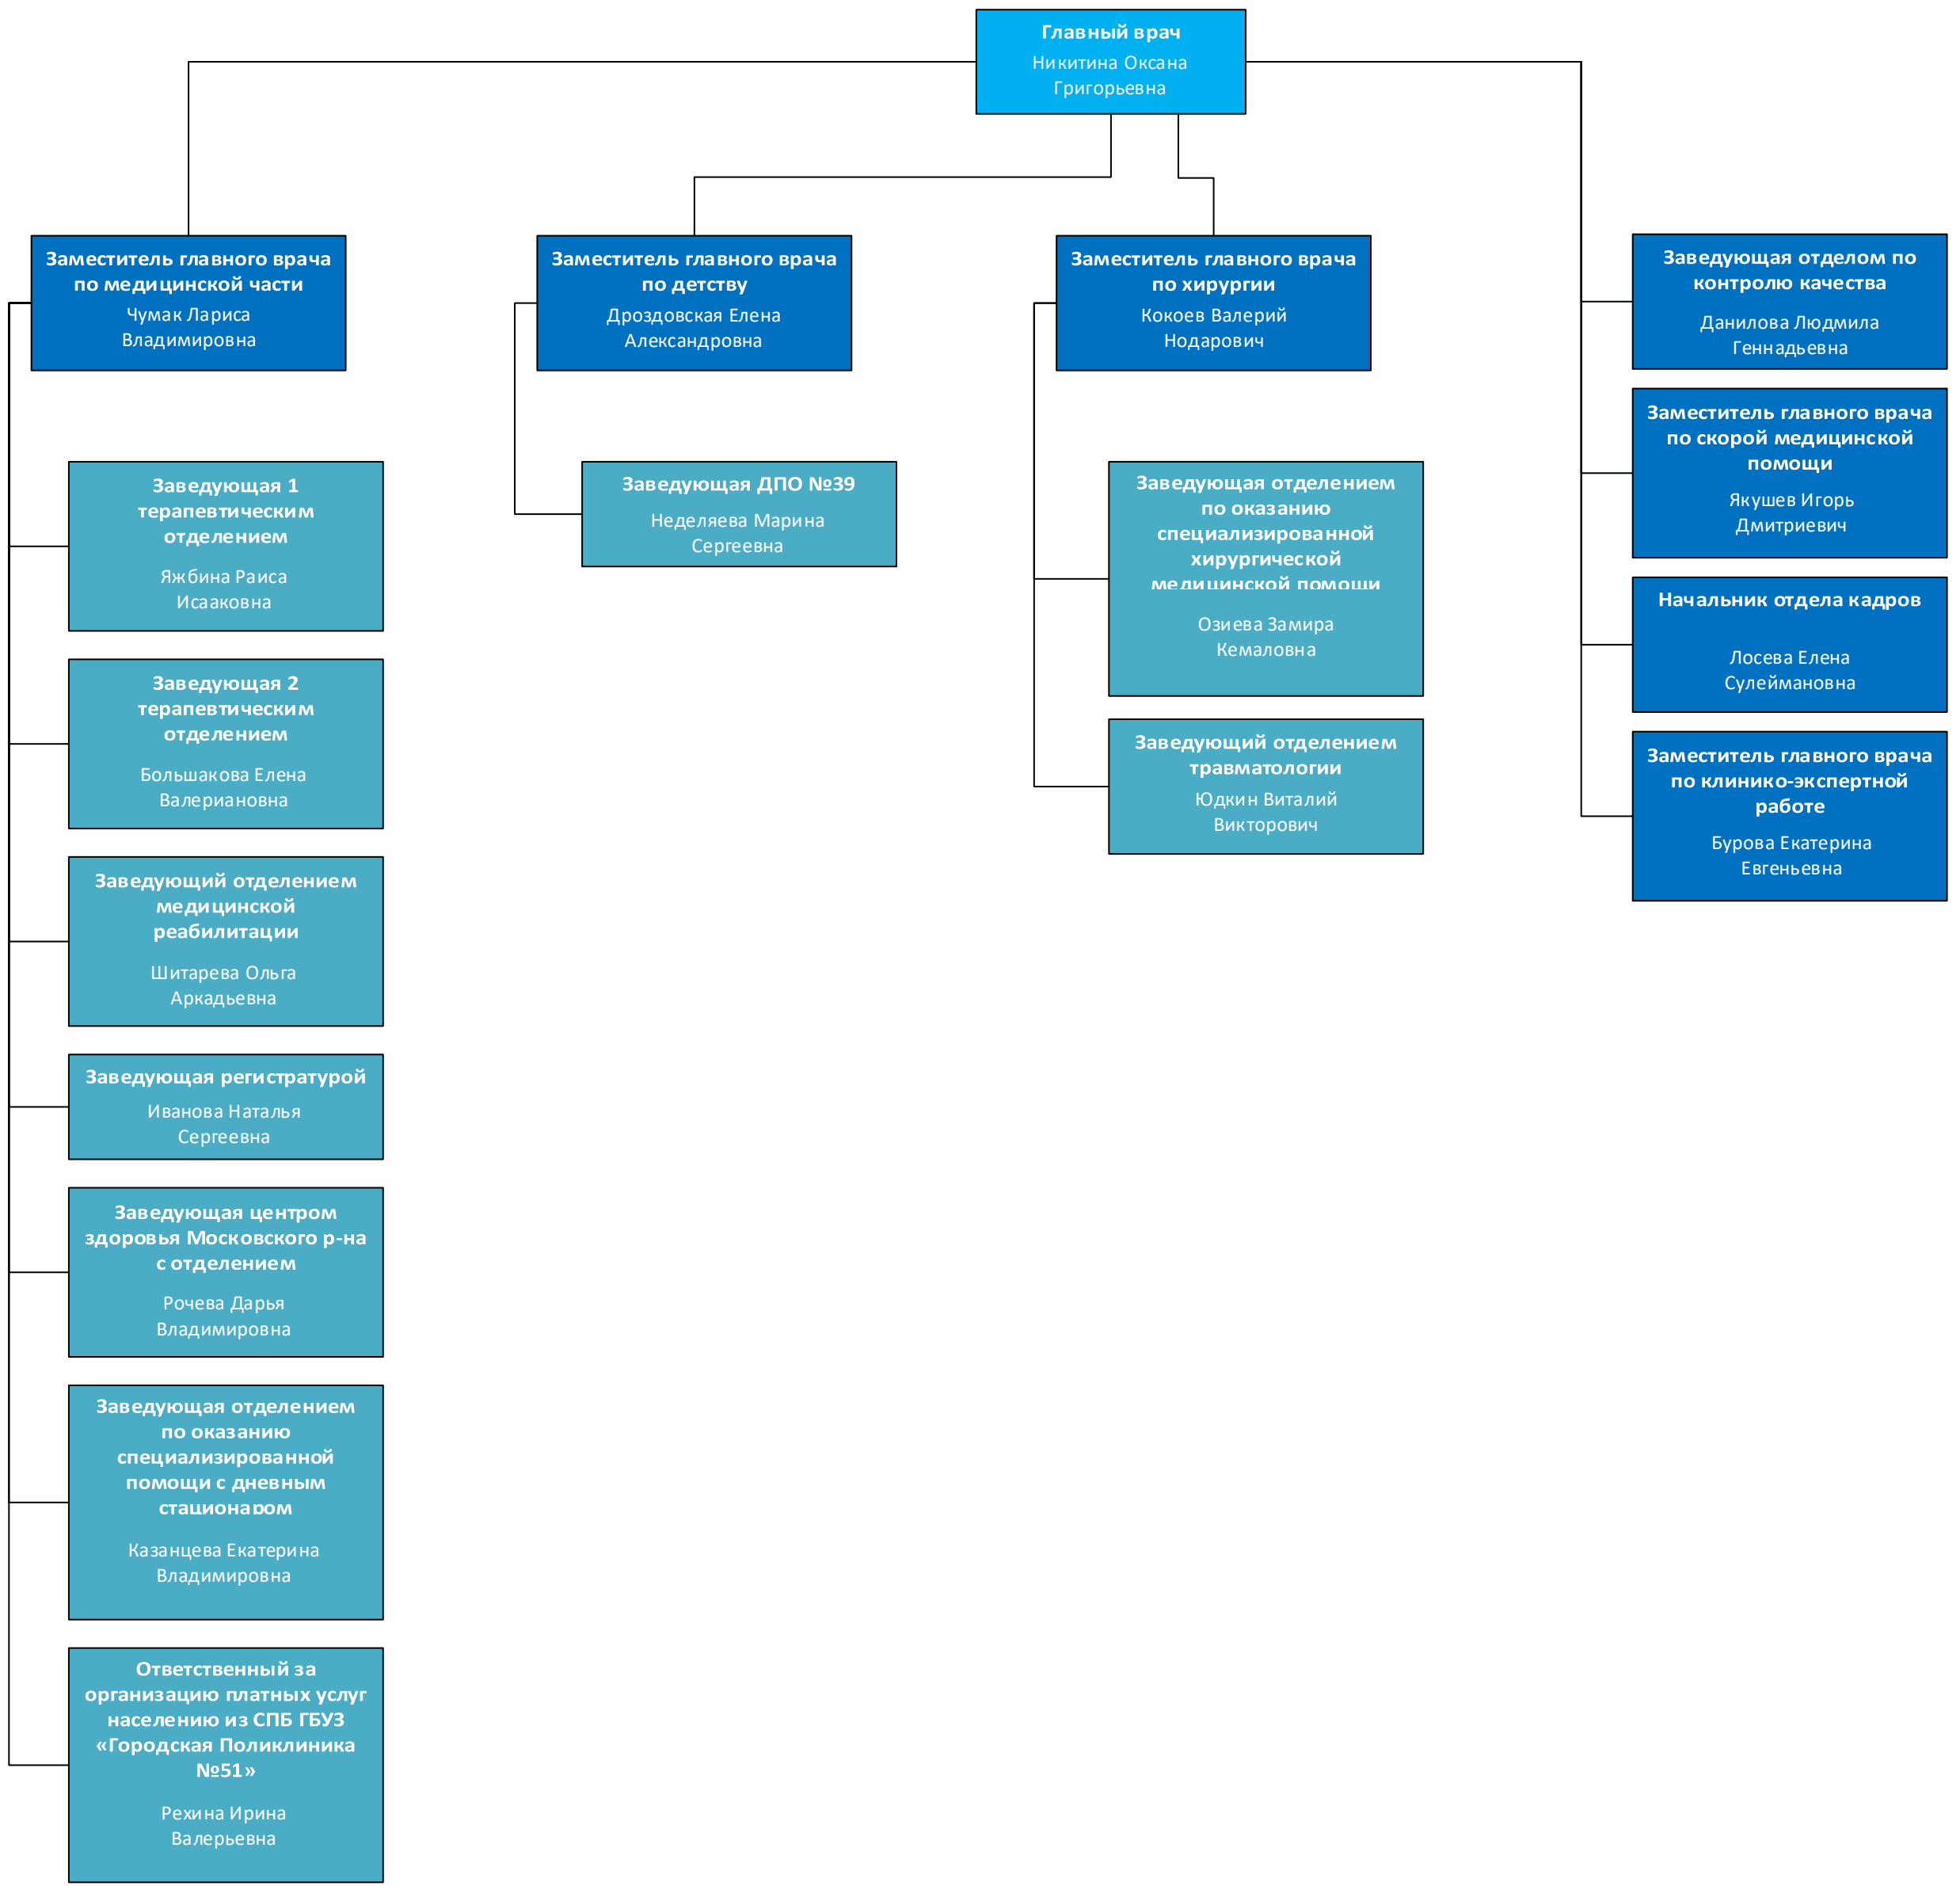 Главный врач
Никитина Оксана
Григорьевна
Заместитель главного врача
по медицинской части
Чумак Лариса
Владимировна
Заведующая 1
терапевтическим
отделением
Яжбина Раиса
Исааковна
Заведующая 2
терапевтическим
отделением
Большакова Елена
Валериановна
Заведующий отделением
медицинской
реабилитации
Шитарева Ольга
Аркадьевна
Заведующая регистратурой
Иванова Наталья
Сергеевна
Заведующая центром
здоровья Московского р-на
с отделением
Рочева Дарья
Владимировна
Заведующая отделением
по оказанию
специализированной
помощи с дневным
стационаром
Казанцева Екатерина
Владимировна
Ответственный за
организацию платных услуг
населению из СПБ ГБУЗ
«Городская Поликлиника
№51»
Рехина Ирина
Валерьевна
Заместитель главного врача
по детству
Дроздовская Елена
Александровна
Заведующая ДПО №39
Неделяева Марина
Сергеевна
Заместитель главного врача
по хирургии
Кокоев Валерий
Нодарович
Заведующая отделением
по оказанию
специализированной
хирургической
медицинской помощи
Озиева Замира
Кемаловна
Заведующий отделением
травматологии
Юдкин Виталий
Викторович
Заведующая отделом по
контролю качества
Данилова Людмила
Геннадьевна
Заместитель главного врача
по скорой медицинской
помощи
Якушев Игорь
Дмитриевич
Начальник отдела кадров
Лосева Елена
Сулеймановна
Заместитель главного врача
по клинико-экспертной
работе
Бурова Екатерина
Евгеньевна